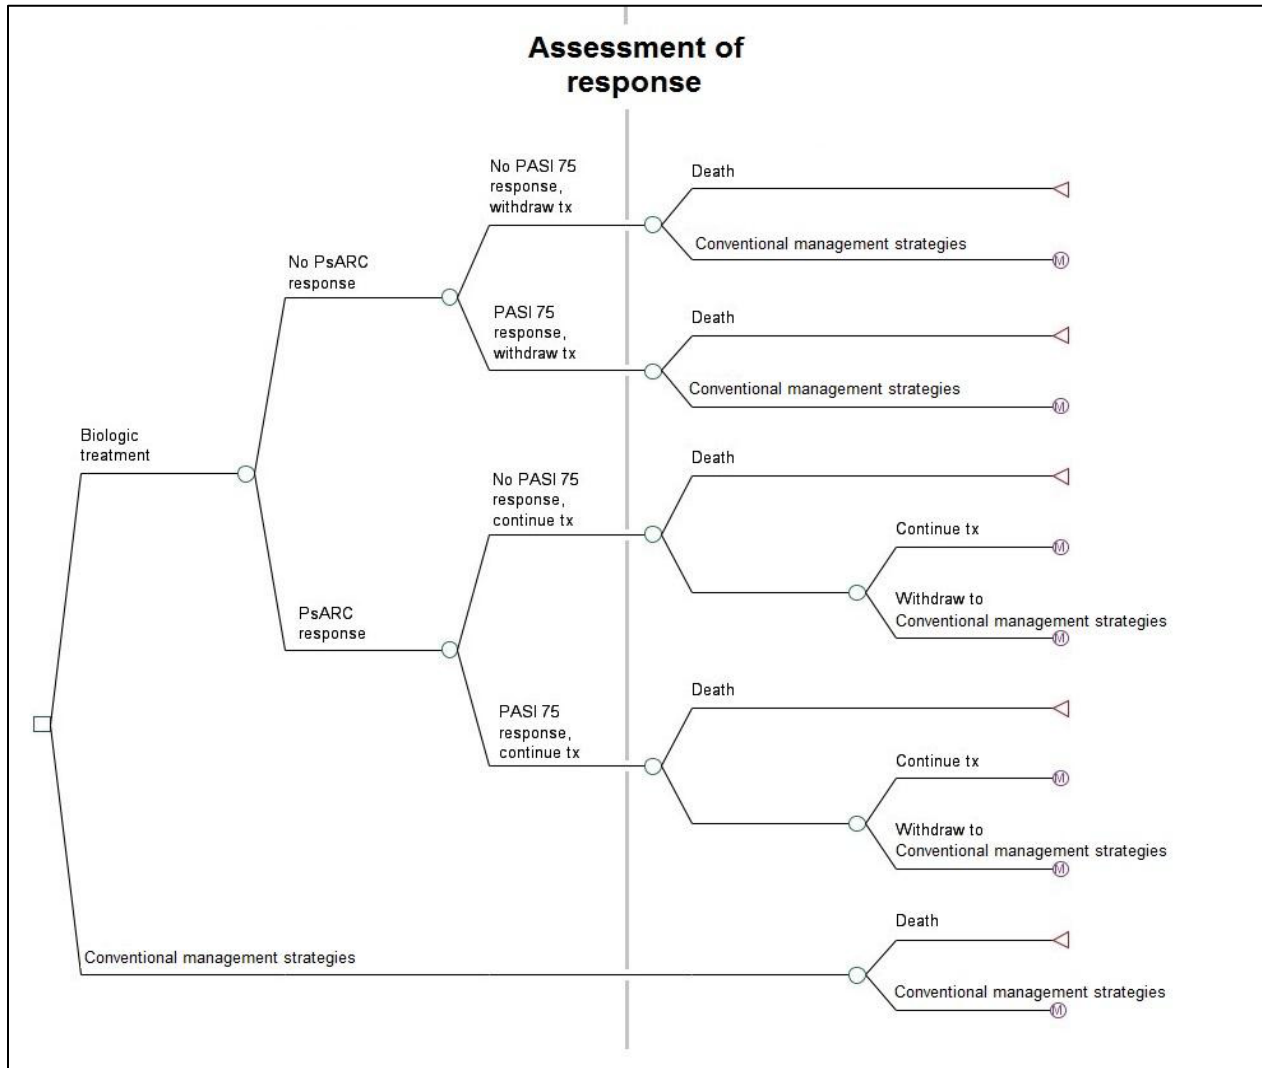 Assessment of
response
No PASI 75
response,
withdraw tx
Death
Conventional management strategies
M
No PsARC
response
PASI 75
response,
withdraw tx
Death
Conventional management strategies
M
Biologic
treatment
No PASI 75
response,
continue tx
Death
Continue tx
M
Withdraw to
Conventional management strategies
M
PsARC
response
PASI 75
response,
continue tx
Death
Continue tx
M
Withdraw to
Conventional management strategies
M
Conventional management strategies
Death
Conventional management strategies
M